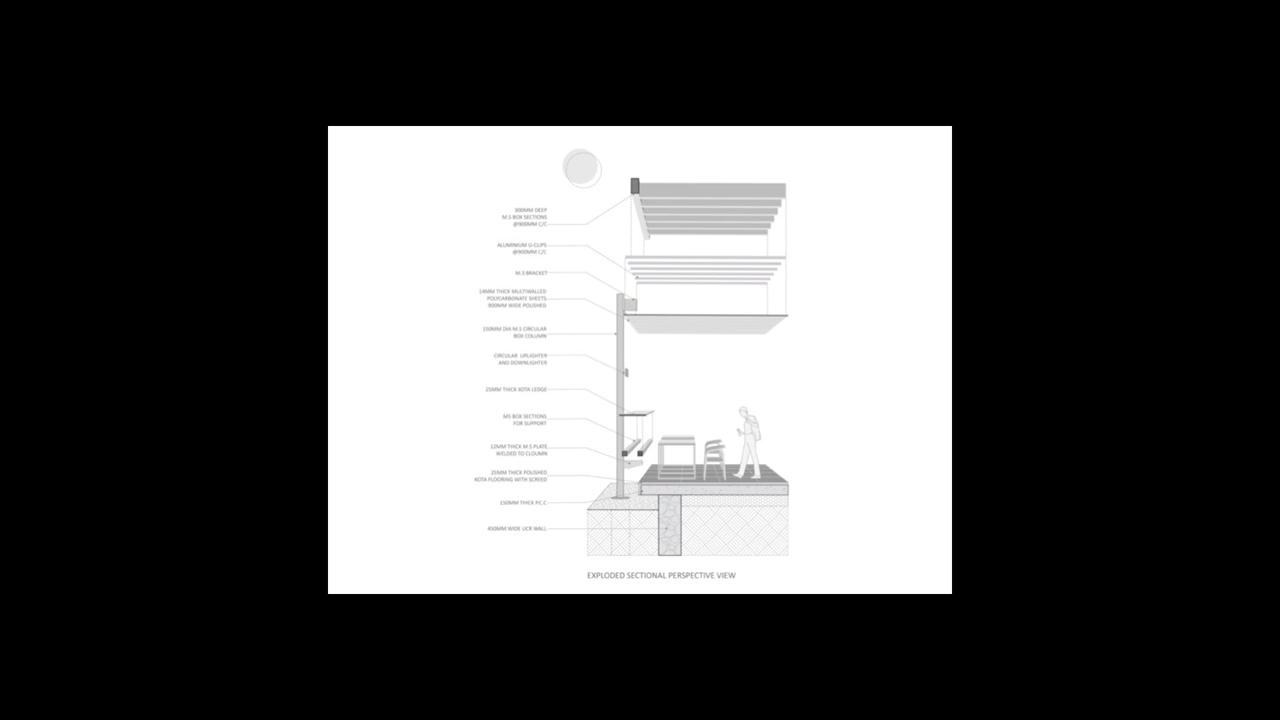 300MM DEEP
M.S BOX SECTIONS
@900MM C/C
ALUMINIUM U-CLIPS
@900MM C/C
M.S BRACKET
14MM THICK MULTIWALLED
POLYCARBONATE SHEETS
900MM WIDE POLISHED
150MM DIA M.S CIRCULAR
BOX COLUMN
CIRCULAR UPLIGHTER
AND DOWNLIGHTER
25MM THICK KOTA LEDGE
MS BOX SECTIONS
FOR SUPPORT
12MM THICK M.S PLATE
WELDED TO CLOUMN
25MM THICK POLISHED
KOTA FLOORING WITH SCREED
150MM THICK P.C.C
450MM WIDE UCR WALL
EXPLODED SECTIONAL PERSPECTIVE VIEW